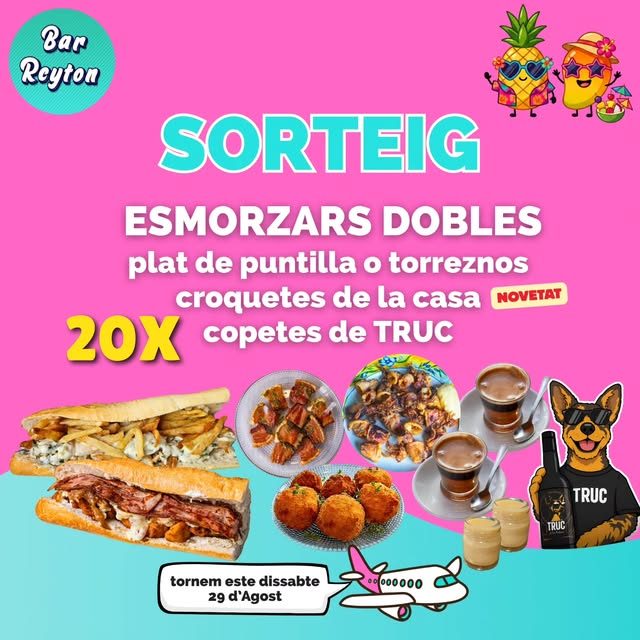 Bar
Reyton
SORTEIG
ESMORZARS DOBLES
plat de puntilla o torreznos
croquetes de la casa NOVETAT
20X copetes de TRUC
TRUC
TRUC
tornem este dissabte
29 d'Agost